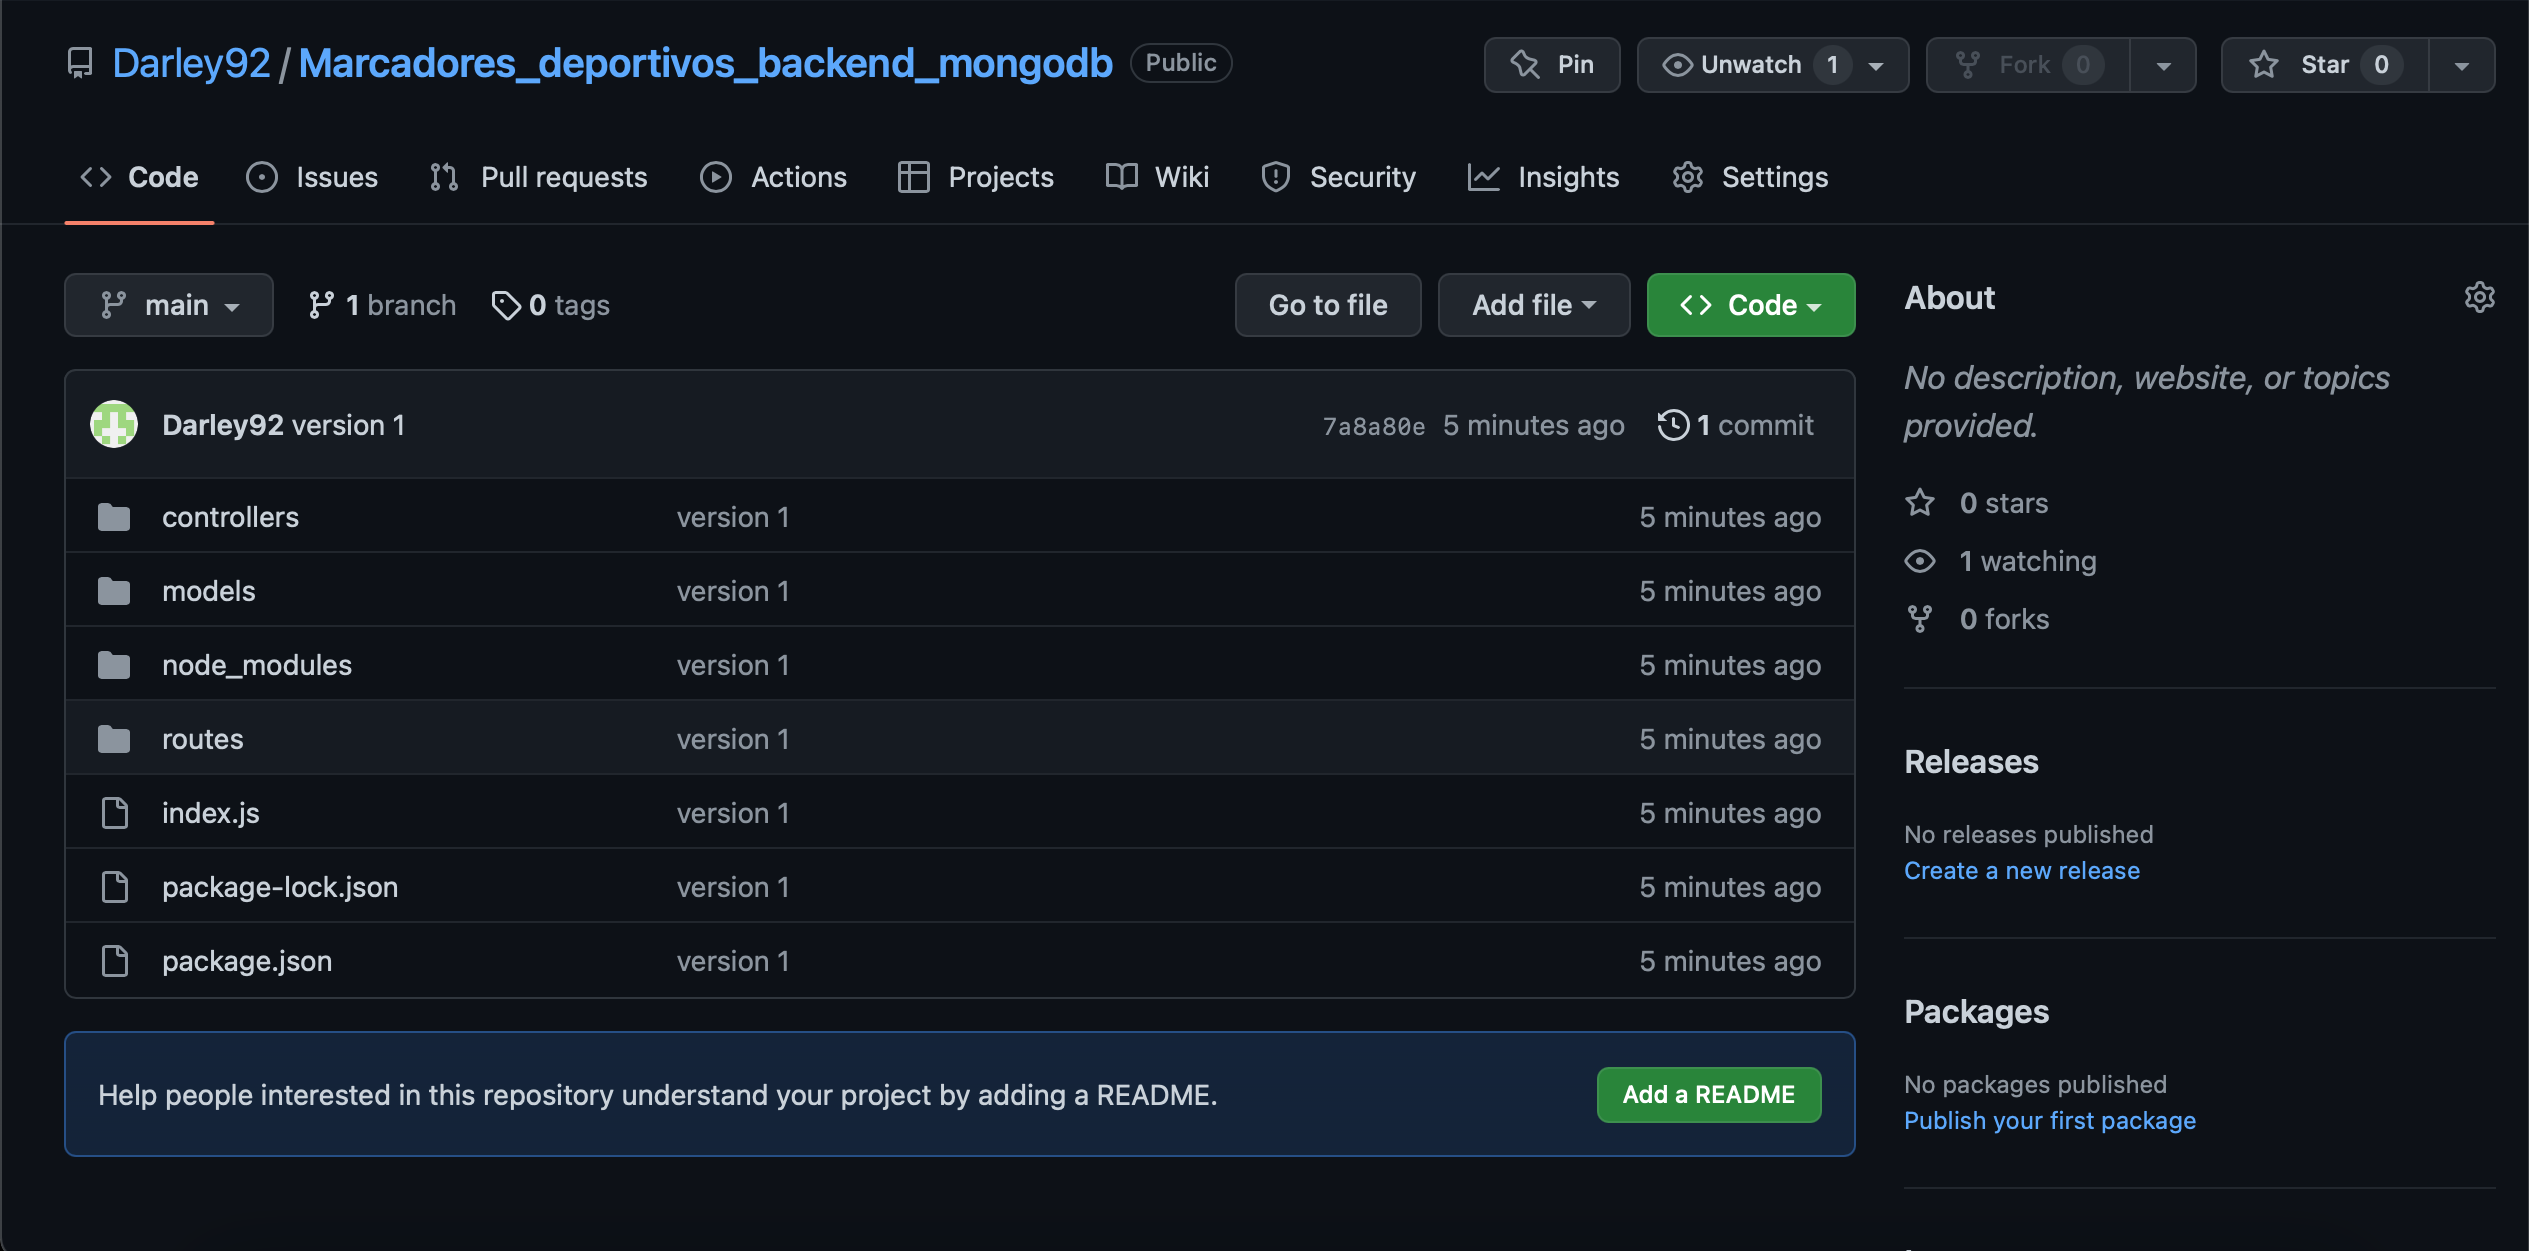 Darley92 / Marcadores_deportivos_backend_mongodb Public Pin Unwatch 1 Fork 0 Star 0
Code Issues Pull requests Actions Projects Wiki Security Insights Settings
main 1 branch 0 tags Go to file Add file Code
Darley92 version 1 7a8a80e 5 minutes ago 1 commit
controllers version 1 5 minutes ago
models version 1 5 minutes ago
node_modules version 1 5 minutes ago
routes version 1 5 minutes ago
index.js version 1 5 minutes ago
package-lock.json version 1 5 minutes ago
package.json version 1 5 minutes ago
Help people interested in this repository understand your project by adding a README. Add a README
About
No description, website, or topics
provided.
0 stars
1 watching
0 forks
Releases
No releases published
Create a new release
Packages
No packages published
Publish your first package